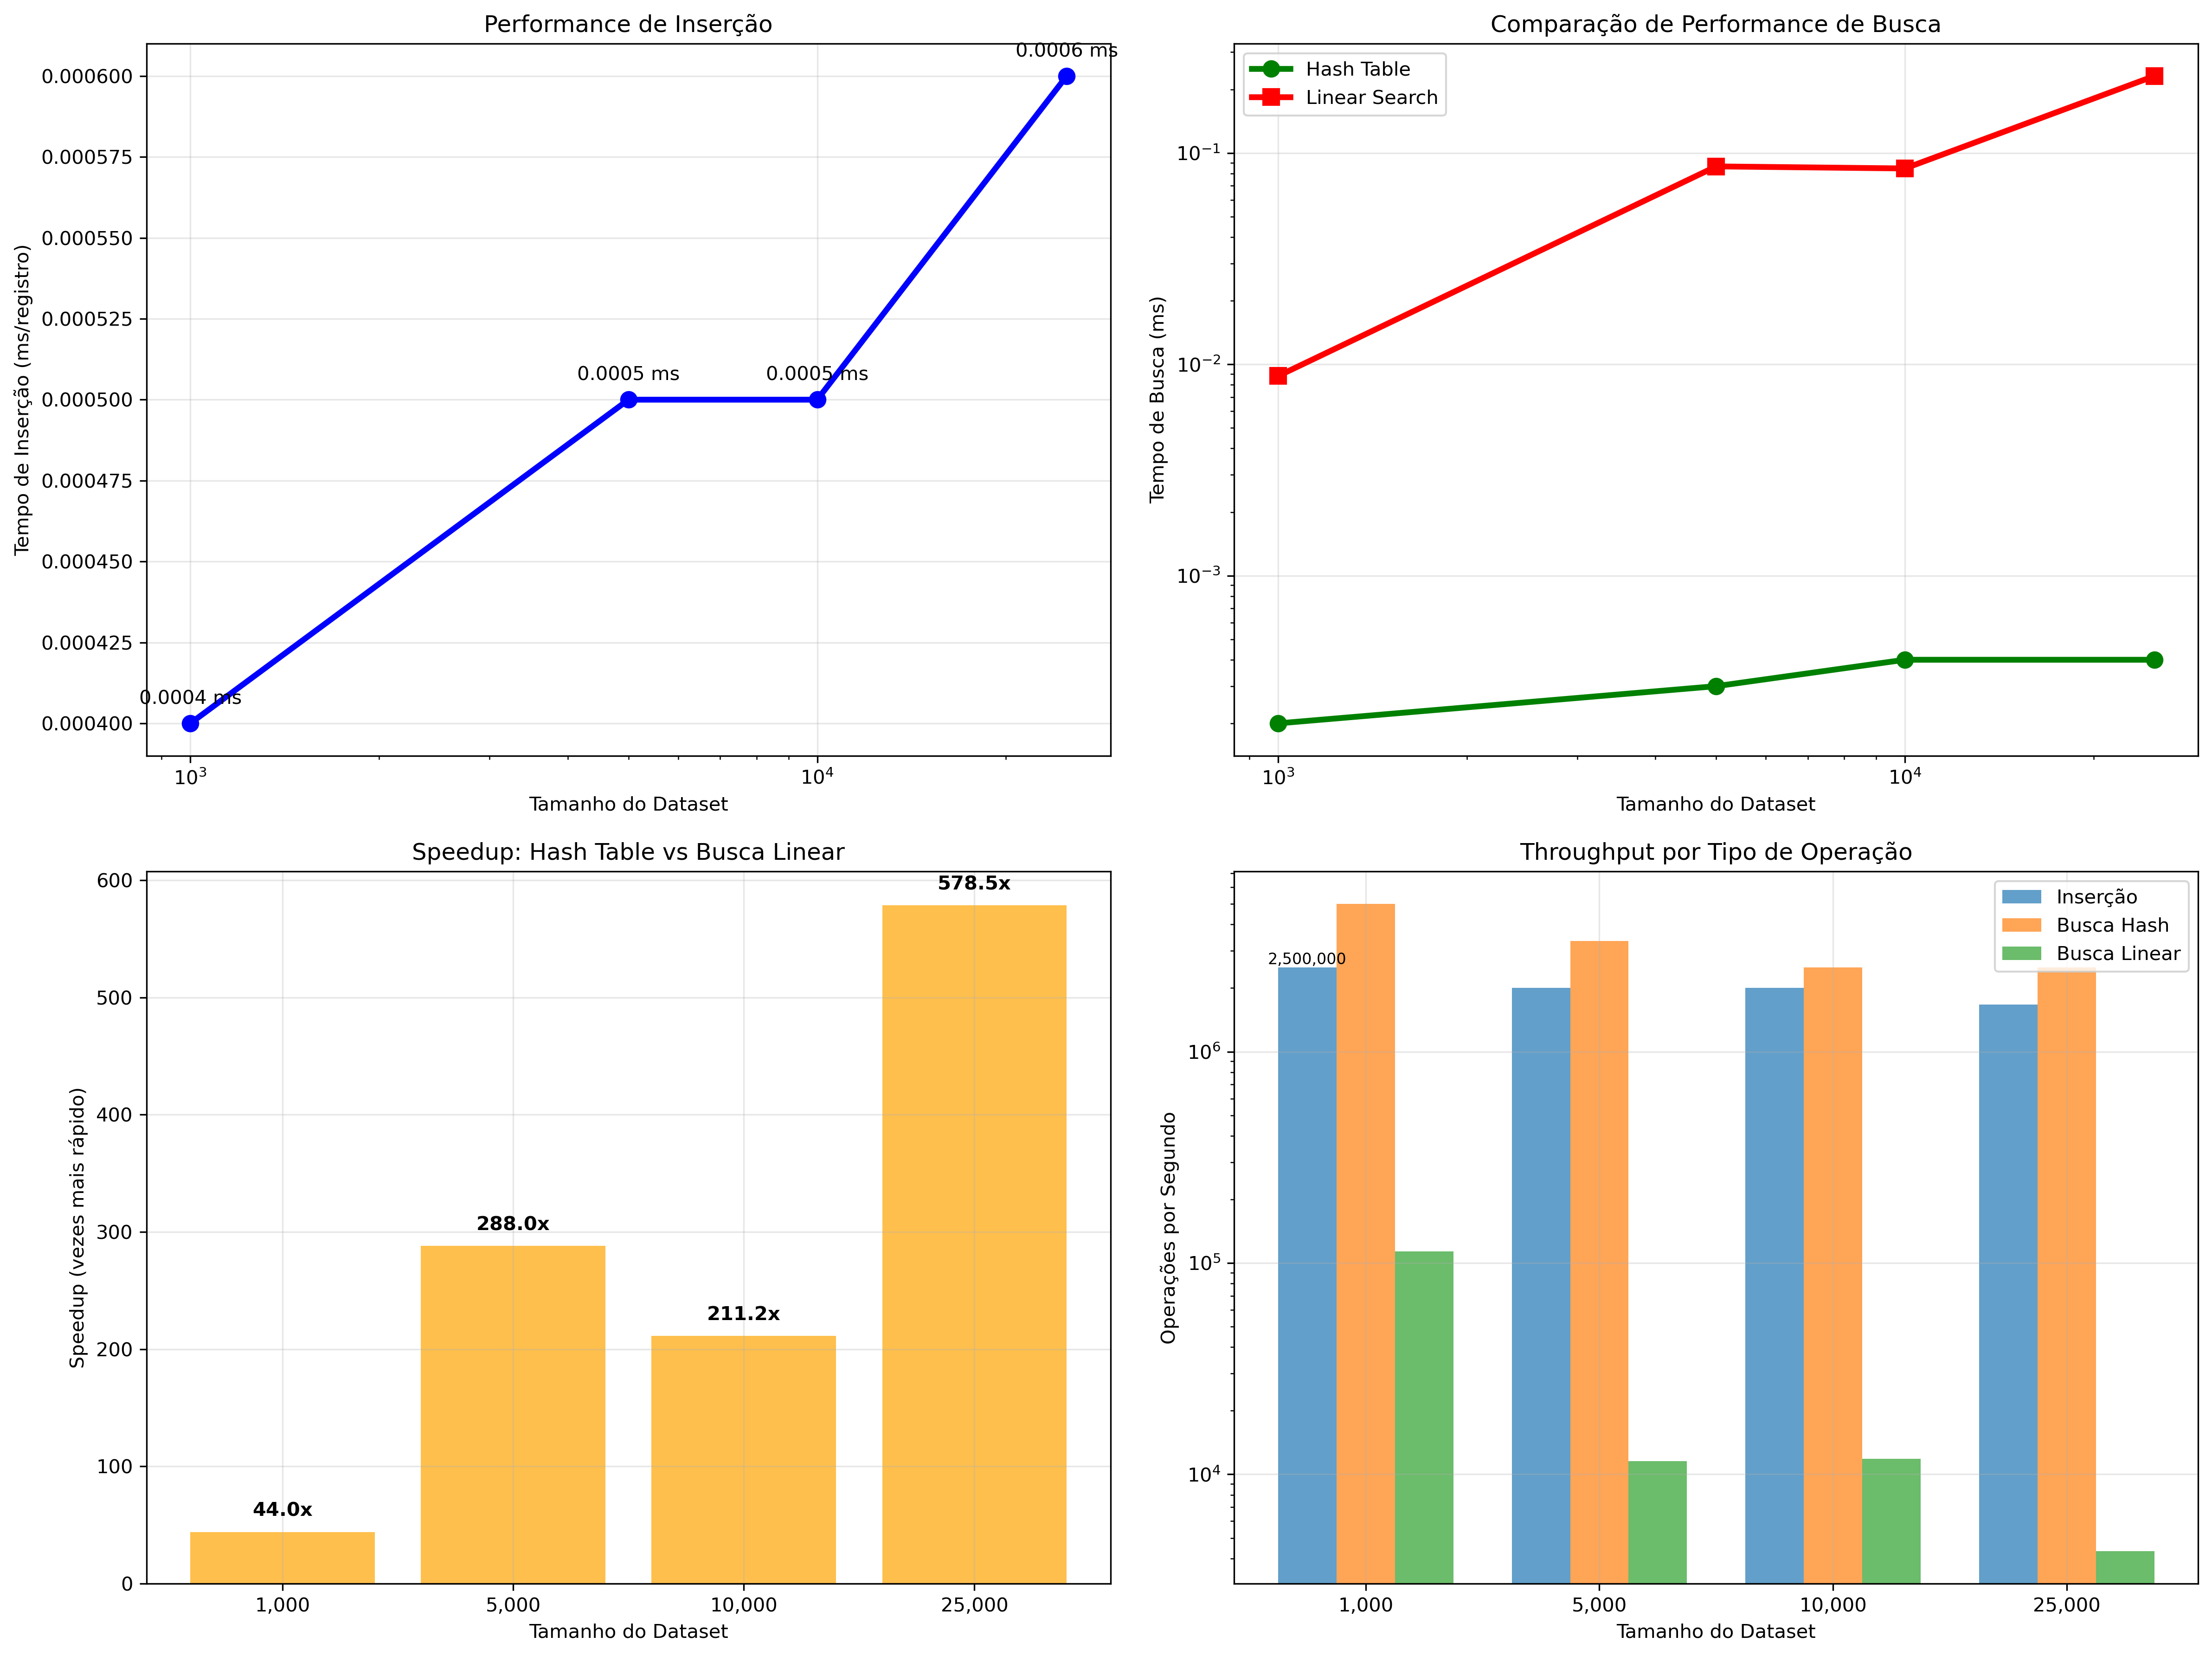 Performance de Inserção
Tempo de Inserção (ms/registro)
0.000600
0.000575
0.000550
0.000525
0.000500
0.000475
0.000450
0.000425
0.000400
0.0004 ms
0.0005 ms
0.0005 ms
0.0006 ms
10³
10⁴
Tamanho do Dataset
Comparação de Performance de Busca
Hash Table
Linear Search
Tempo de Busca (ms)
10⁻¹
10⁻²
10⁻³
10³
10⁴
Tamanho do Dataset
Speedup: Hash Table vs Busca Linear
Speedup (vezes mais rápido)
600
500
400
300
200
100
0
44.0x
288.0x
211.2x
578.5x
1,000
5,000
10,000
25,000
Tamanho do Dataset
Throughput por Tipo de Operação
Inserção
Busca Hash
Busca Linear
Operações por Segundo
2,500,000
10⁶
10⁵
10⁴
1,000
5,000
10,000
25,000
Tamanho do Dataset